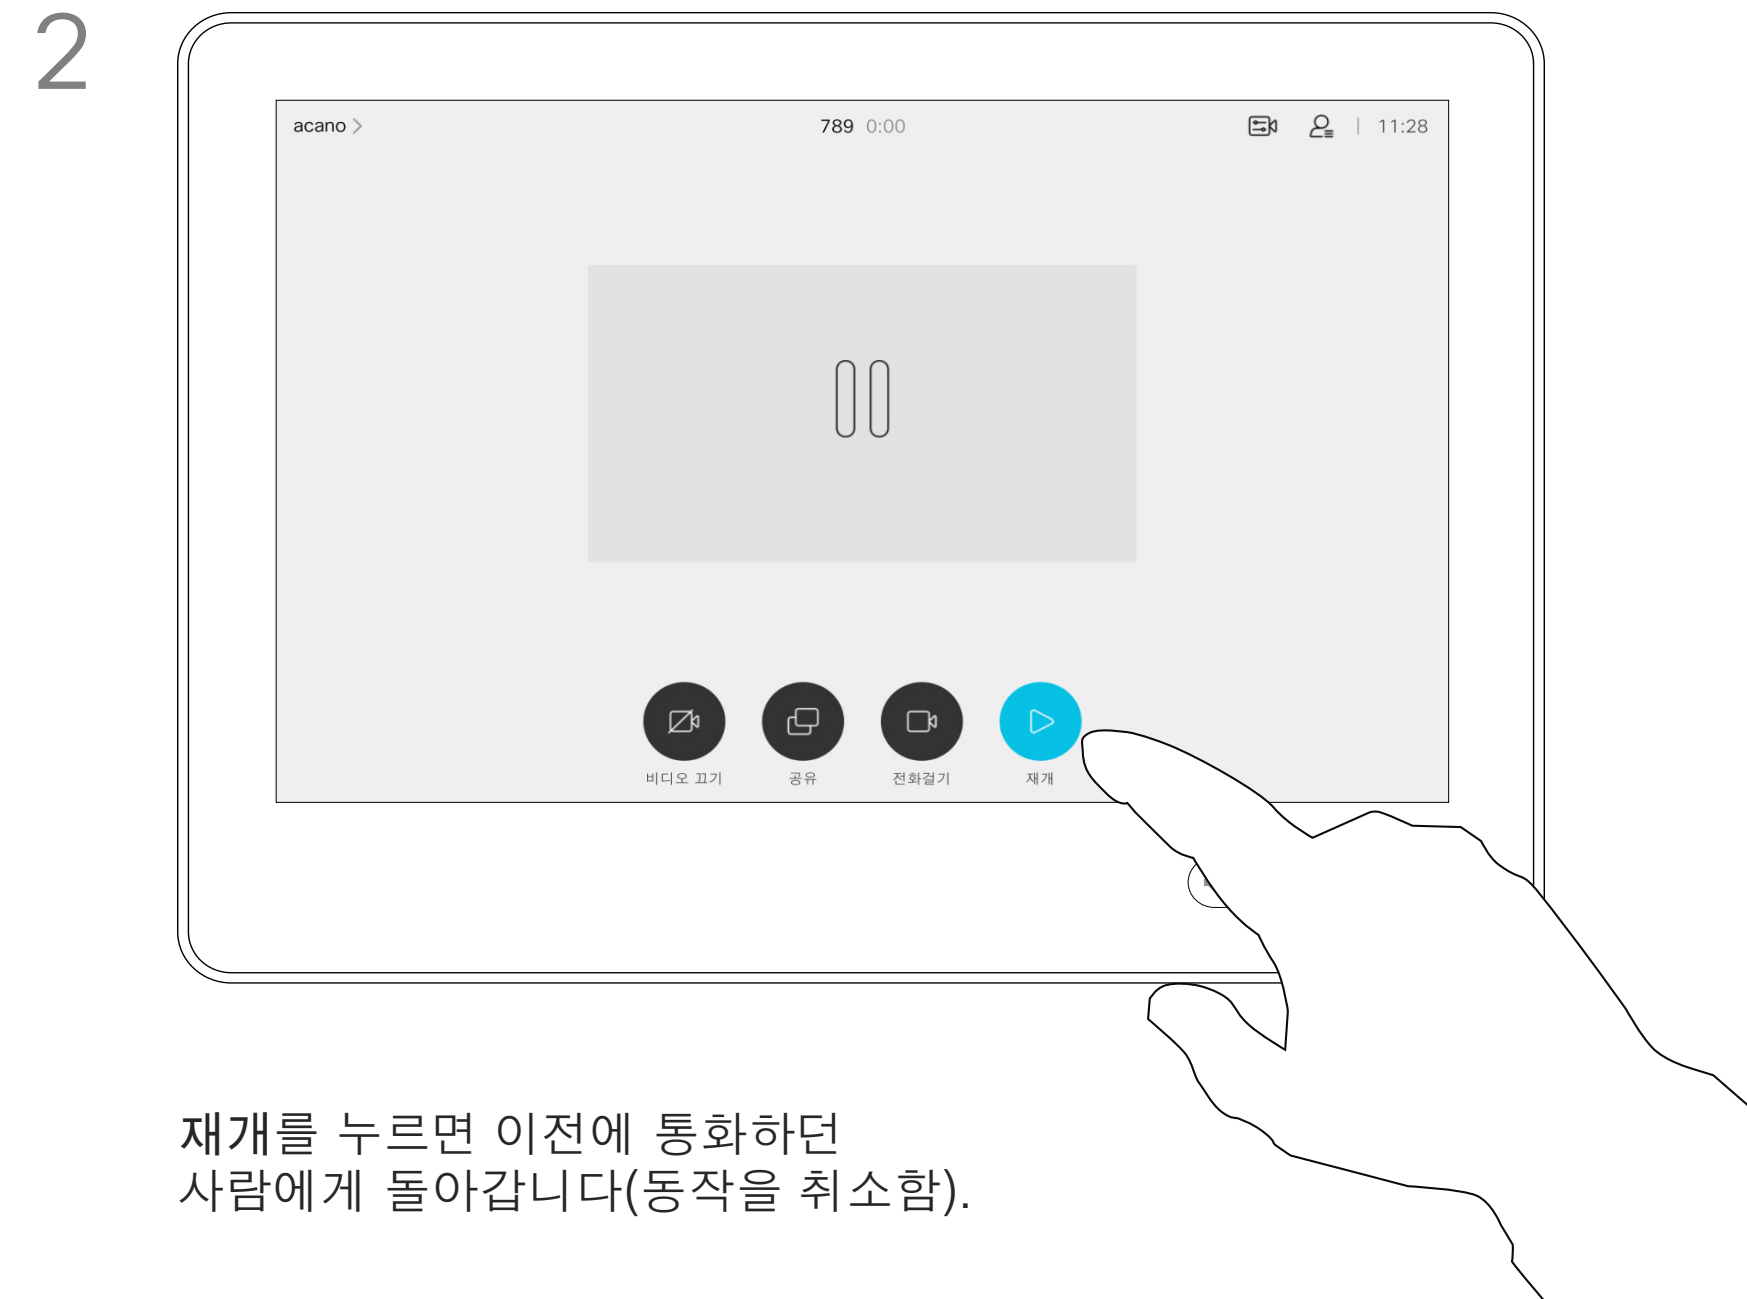 2
acano
789 0:00
11:28
비디오 끄기
공유
전화걸기
재개
재개를 누르면 이전에 통화하던
사람에게 돌아갑니다(동작을 취소함).